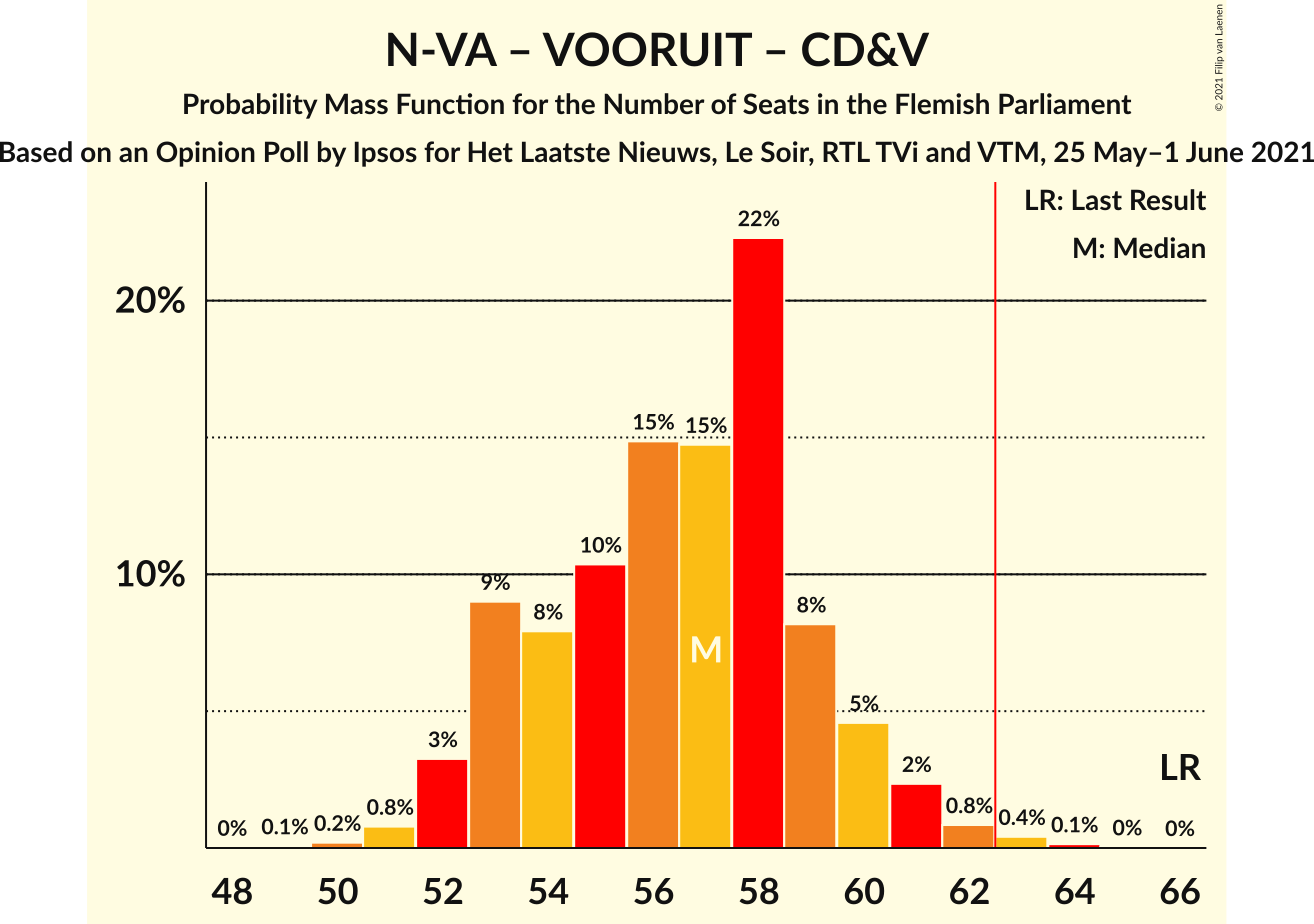 N-VA – VOORUIT – CD&V
Probability Mass Function for the Number of Seats in the Flemish Parliament
Based on an Opinion Poll by Ipsos for Het Laatste Nieuws, Le Soir, RTL TVi and VTM, 25 May–1 June 2021
© 2021 Filip van Laenen
LR: Last Result
M: Median
20%
10%
0%
0.1%
0.2%
0.8%
3%
9%
8%
10%
15%
15%
22%
8%
5%
2%
0.8%
0.4%
0.1%
0%
0%
M
LR
48 50 52 54 56 58 60 62 64 66